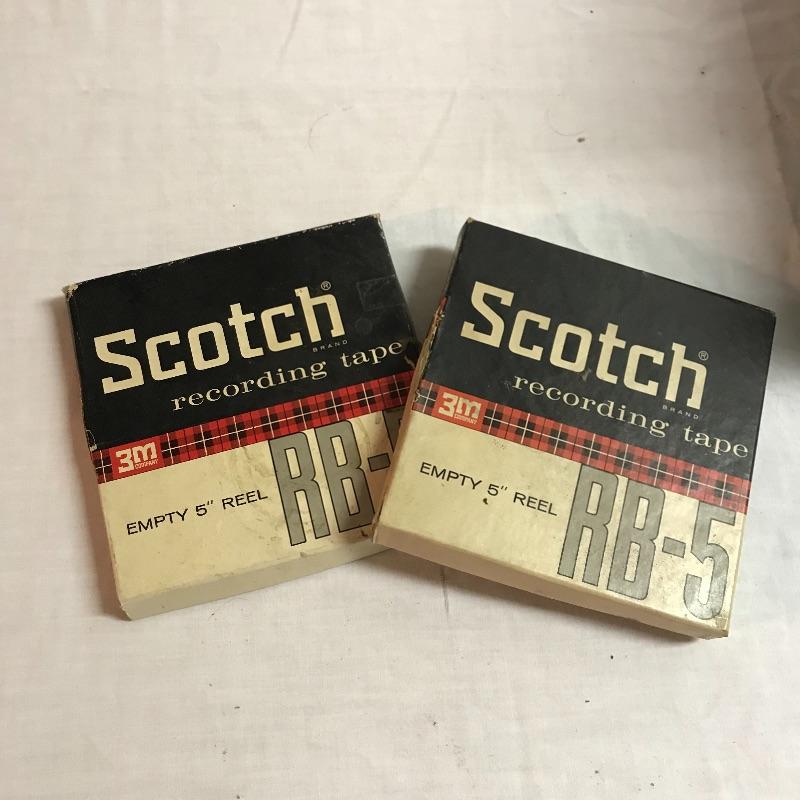 Scotch®
BRAND
recording tape
3M
COMPANY
EMPTY 5" REEL
RB-5
Scotch®
BRAND
recording tape
3M
COMPANY
EMPTY 5" REEL
RB-5